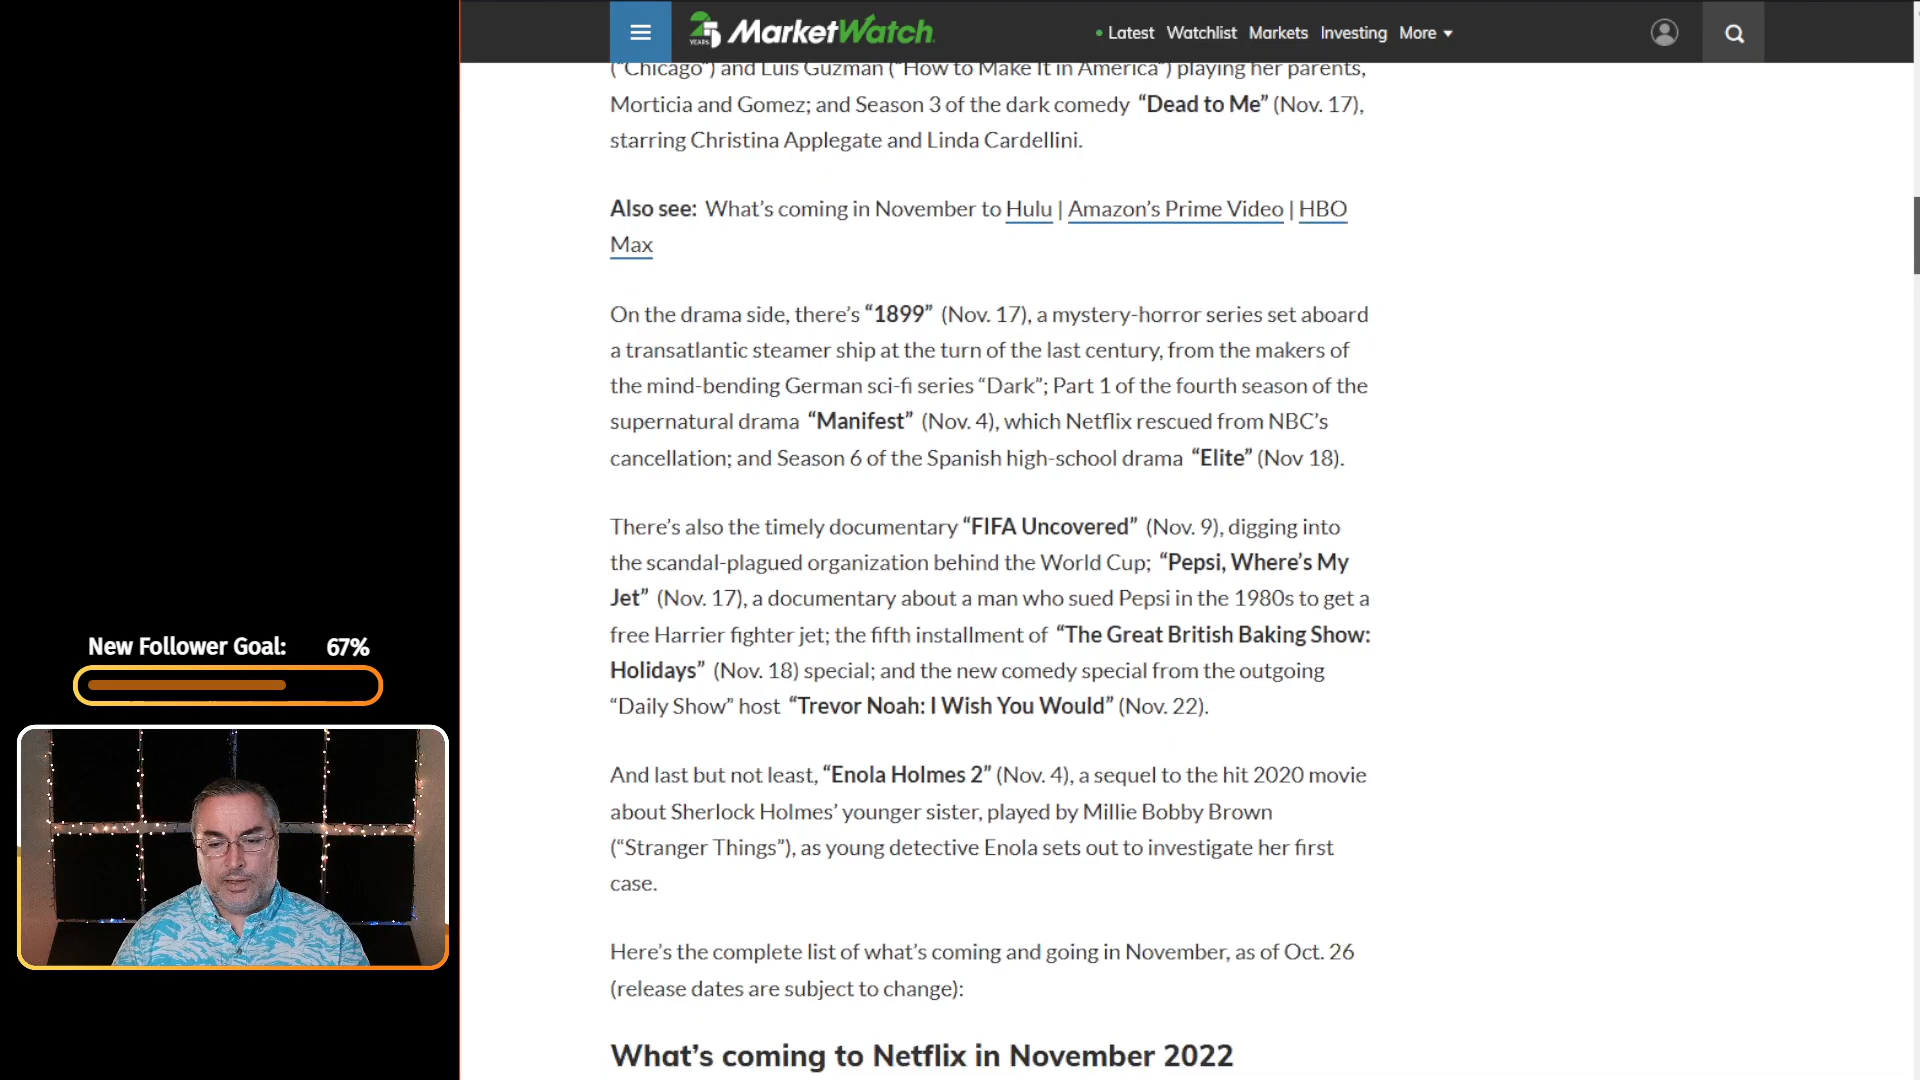 25 YEARS MarketWatch
Latest Watchlist Markets Investing More
("Chicago") and Luis Guzmán ("How to Make It in America") playing her parents,
Morticia and Gomez; and Season 3 of the dark comedy “Dead to Me” (Nov. 17),
starring Christina Applegate and Linda Cardellini.
Also see: What’s coming in November to Hulu | Amazon’s Prime Video | HBO
Max
On the drama side, there’s “1899” (Nov. 17), a mystery-horror series set aboard
a transatlantic steamer ship at the turn of the last century, from the makers of
the mind-bending German sci-fi series “Dark”; Part 1 of the fourth season of the
supernatural drama “Manifest” (Nov. 4), which Netflix rescued from NBC’s
cancellation; and Season 6 of the Spanish high-school drama “Elite” (Nov 18).
There’s also the timely documentary “FIFA Uncovered” (Nov. 9), digging into
the scandal-plagued organization behind the World Cup; “Pepsi, Where’s My
Jet” (Nov. 17), a documentary about a man who sued Pepsi in the 1980s to get a
free Harrier fighter jet; the fifth installment of “The Great British Baking Show:
Holidays” (Nov. 18) special; and the new comedy special from the outgoing
“Daily Show” host “Trevor Noah: I Wish You Would” (Nov. 22).
And last but not least, “Enola Holmes 2” (Nov. 4), a sequel to the hit 2020 movie
about Sherlock Holmes’ younger sister, played by Millie Bobby Brown
(“Stranger Things”), as young detective Enola sets out to investigate her first
case.
Here’s the complete list of what’s coming and going in November, as of Oct. 26
(release dates are subject to change):
What’s coming to Netflix in November 2022
New Follower Goal: 67%